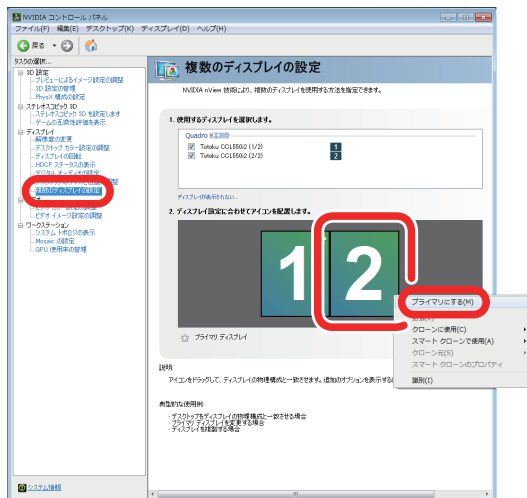 NVIDIA コントロール パネル
ファイル(F) 編集(E) デスクトップ(K) ディスプレイ(D) ヘルプ(H)
戻る
タスクの選択...
3D 設定
プレビューによるイメージ設定の調整
3D 設定の管理
PhysX 構成の設定
ステレオスコピック 3D
ステレオスコピック 3D を設定します
ゲームの互換性評価を表示
ディスプレイ
解像度の変更
デスクトップ カラー設定の調整
ディスプレイの回転
HDCP ステータスの表示
デジタル オーディオの設定
複数のディスプレイの設定
ビデオ イメージ設定の調整
ワークステーション
システム トポロジの表示
Mosaic の設定
GPU 使用率の管理
システム情報
複数のディスプレイの設定
NVIDIA nView 技術により、複数のディスプレイを使用する方法を指定できます。
1. 使用するディスプレイを選択します。
Quadro
Totoku CCL550i2 (1/2) 1
Totoku CCL550i2 (2/2) 2
ディスプレイが表示されない...
2. ディスプレイ設定に合わせてアイコンを配置します。
1 2
プライマリ ディスプレイ
プライマリにする(M)
クローンに使用(C)
スマート クローンで使用(A)
クローン元(S)
スマート クローンのプロパティ
識別(I)
説明
アイコンをドラッグして、ディスプレイの物理構成と一致させます。追加のオプションを表示する
典型的な使用例:
・デスクトップをディスプレイの物理構成と一致させる場合
・プライマリ ディスプレイを変更する場合
・ディスプレイを複製する場合